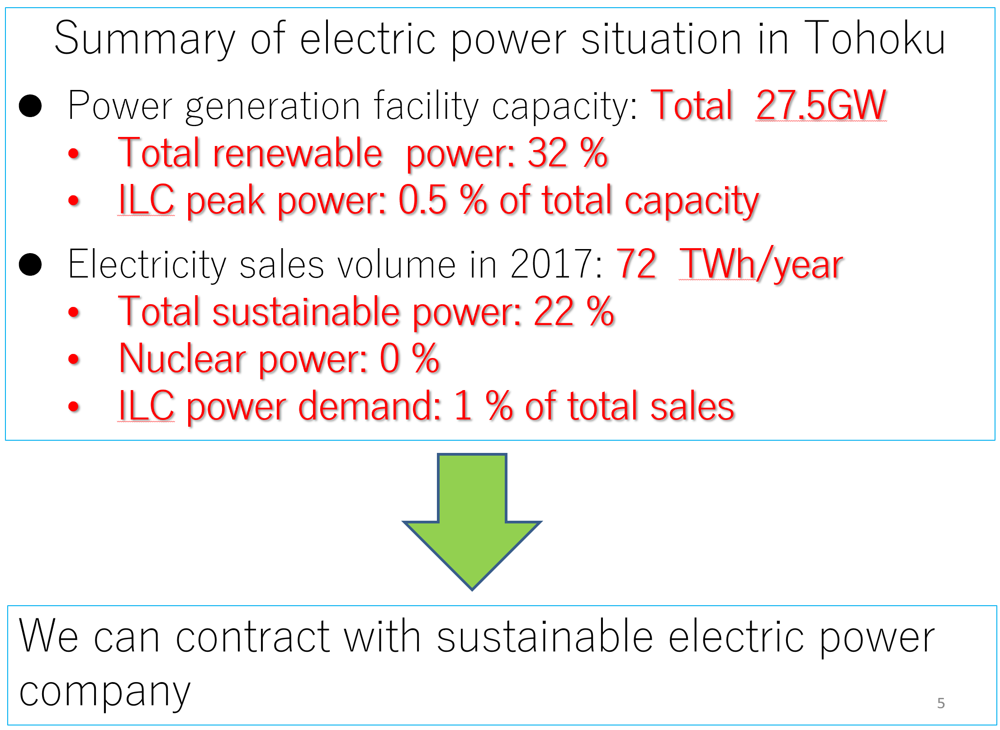 Summary of electric power situation in Tohoku
● Power generation facility capacity: Total 27.5GW
• Total renewable power: 32 %
• ILC peak power: 0.5 % of total capacity
● Electricity sales volume in 2017: 72 TWh/year
• Total sustainable power: 22 %
• Nuclear power: 0 %
• ILC power demand: 1 % of total sales
We can contract with sustainable electric power
company
5